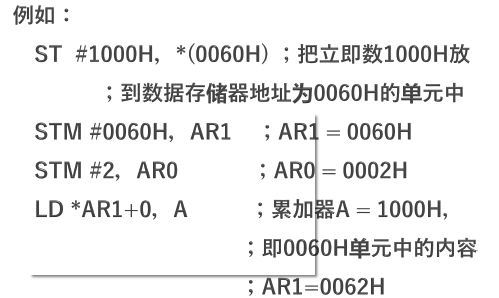 例如：
ST #1000H，*(0060H) ；把立即数1000H放
；到数据存储器地址为0060H的单元中
STM #0060H，AR1 ；AR1 = 0060H
STM #2，AR0 ；AR0 = 0002H
LD *AR1+0，A ；累加器A = 1000H，
；即0060H单元中的内容
；AR1=0062H